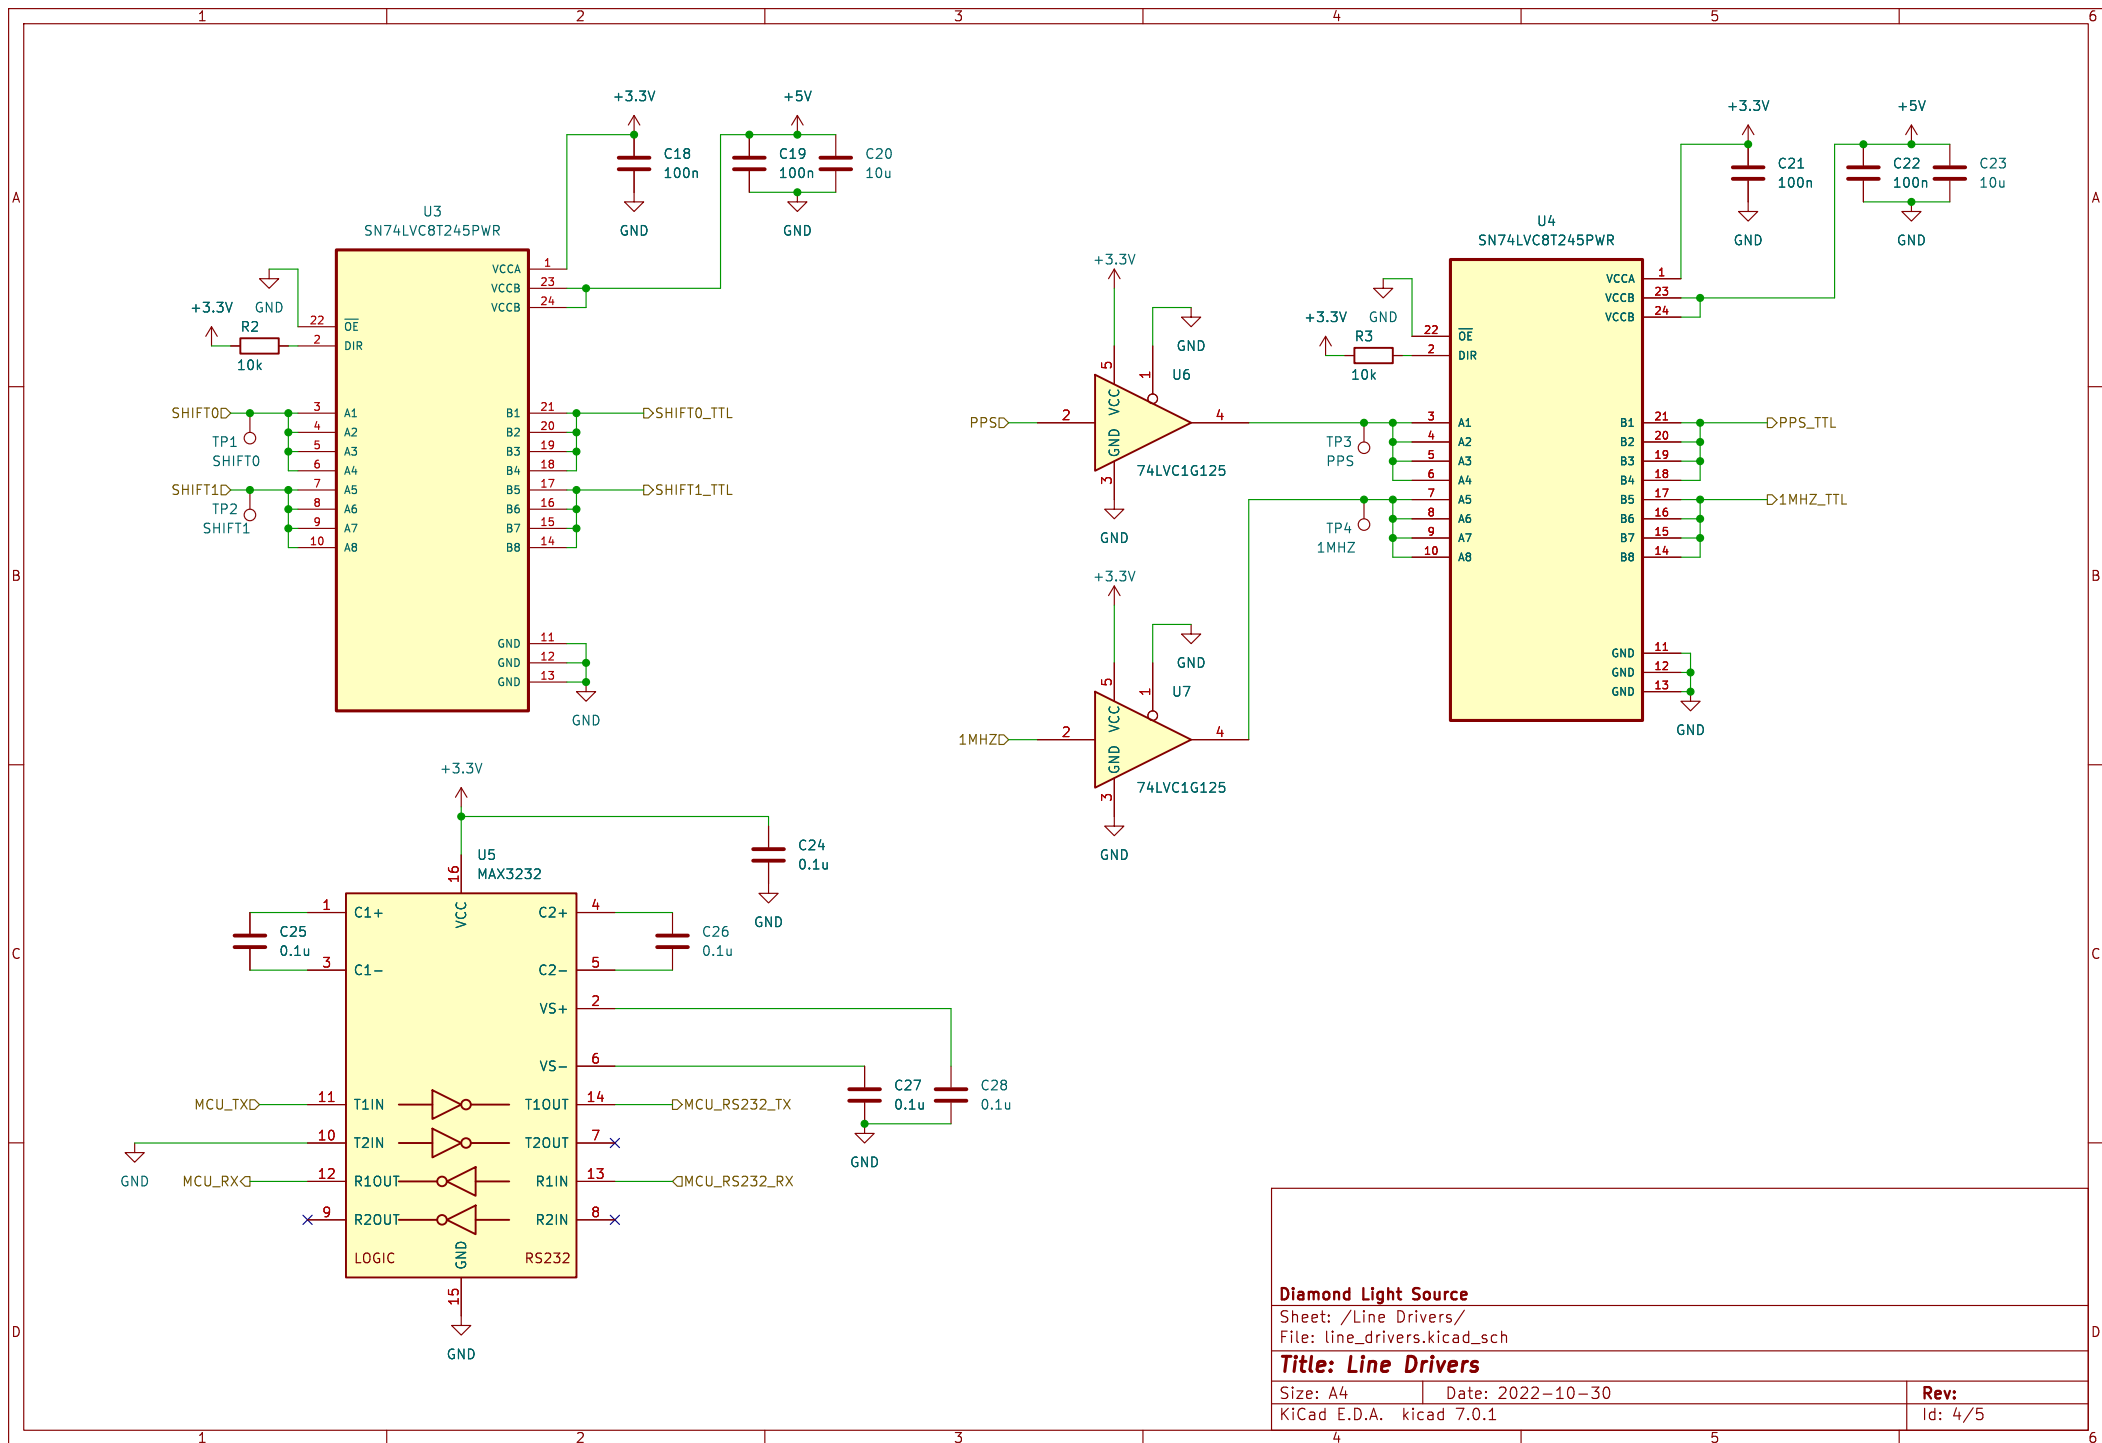 1 2 3 4 5 6
A
B
C
D
A
B
C
D
1 2 3 4 5 6
+3.3V
C18
100n
GND
+5V
C19
100n
C20
10u
GND
U3
SN74LVC8T245PWR
GND
+3.3V
R2
10k
22 OE
2 DIR
SHIFT0
TP1
SHIFT0
3 A1
4 A2
5 A3
6 A4
SHIFT1
TP2
SHIFT1
7 A5
8 A6
9 A7
10 A8
VCCA 1
VCCB 23
VCCB 24
B1 21 SHIFT0_TTL
B2 20
B3 19
B4 18
B5 17 SHIFT1_TTL
B6 16
B7 15
B8 14
GND 11
GND 12
GND 13
GND
+3.3V
GND
5
1
U6
PPS 2 VCC GND 4
74LVC1G125
3
GND
+3.3V
GND
5
1
U7
1MHZ 2 VCC GND 4
74LVC1G125
3
GND
+3.3V
C21
100n
GND
+5V
C22
100n
C23
10u
GND
U4
SN74LVC8T245PWR
GND
+3.3V
R3
10k
22 OE
2 DIR
TP3
PPS
3 A1
4 A2
5 A3
6 A4
TP4
1MHZ
7 A5
8 A6
9 A7
10 A8
VCCA 1
VCCB 23
VCCB 24
B1 21 PPS_TTL
B2 20
B3 19
B4 18
B5 17 1MHZ_TTL
B6 16
B7 15
B8 14
GND 11
GND 12
GND 13
GND
+3.3V
C24
0.1u
GND
U5
MAX3232
16
VCC
C25
0.1u
1 C1+
3 C1-
C2+ 4
C2- 5
C26
0.1u
VS+ 2
VS- 6
C27
0.1u
C28
0.1u
GND
MCU_TX 11 T1IN T1OUT 14 MCU_RS232_TX
GND 10 T2IN T2OUT 7
MCU_RX 12 R1OUT R1IN 13 MCU_RS232_RX
9 R2OUT R2IN 8
LOGIC GND RS232
15
GND
Diamond Light Source
Sheet: /Line Drivers/
File: line_drivers.kicad_sch
Title: Line Drivers
Size: A4 Date: 2022-10-30 Rev:
KiCad E.D.A. kicad 7.0.1 Id: 4/5